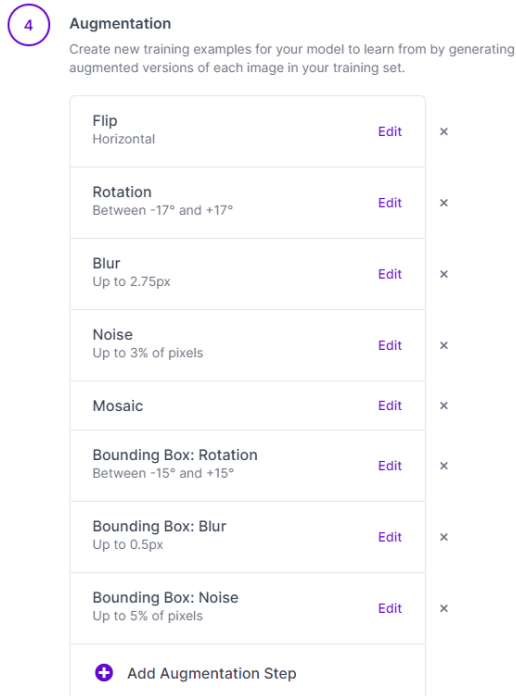 4
Augmentation
Create new training examples for your model to learn from by generating
augmented versions of each image in your training set.
Flip
Horizontal
Edit ×
Rotation
Between -17° and +17°
Edit ×
Blur
Up to 2.75px
Edit ×
Noise
Up to 3% of pixels
Edit ×
Mosaic
Edit ×
Bounding Box: Rotation
Between -15° and +15°
Edit ×
Bounding Box: Blur
Up to 0.5px
Edit ×
Bounding Box: Noise
Up to 5% of pixels
Edit ×
Add Augmentation Step